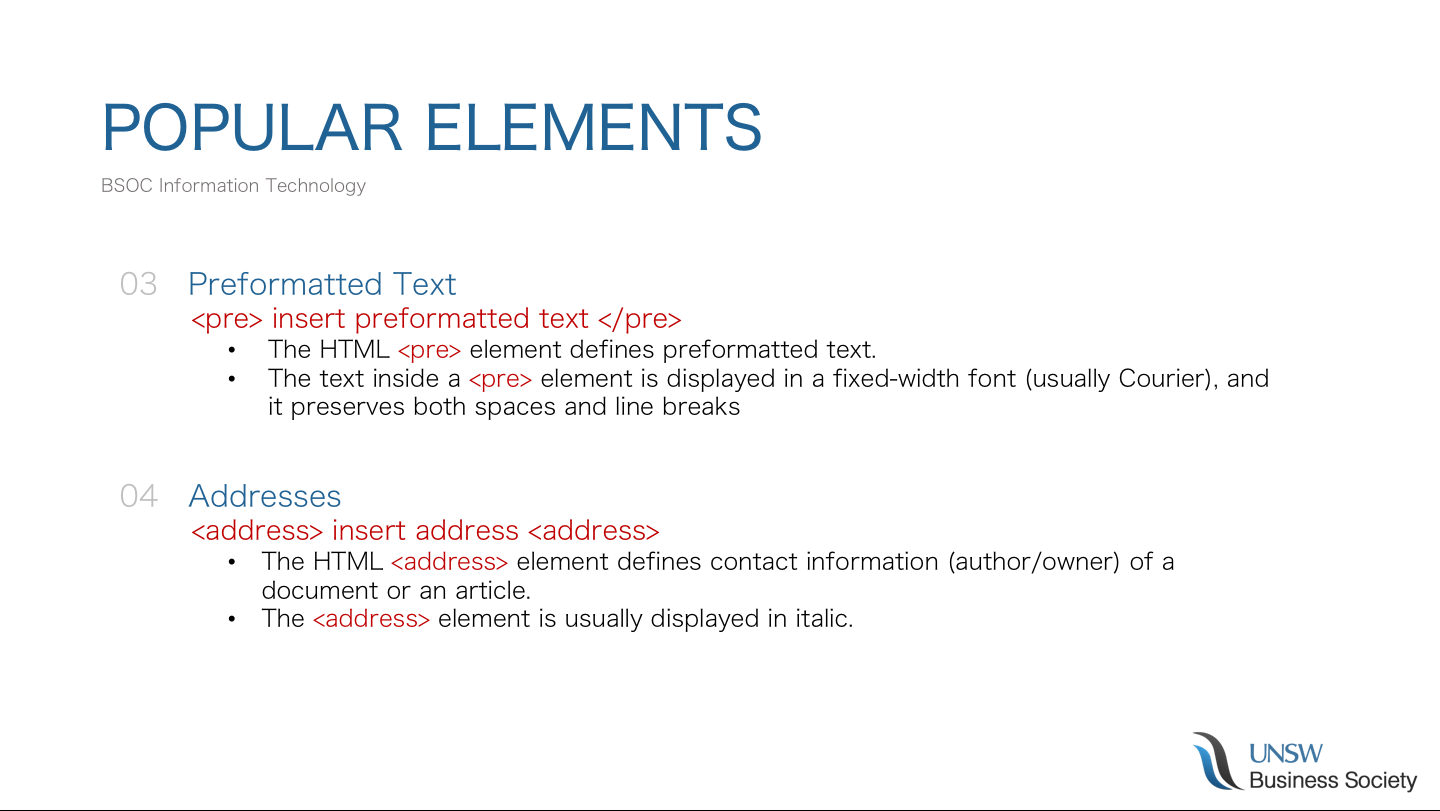 POPULAR ELEMENTS
BSOC Information Technology
03 Preformatted Text
<pre> insert preformatted text </pre>
• The HTML <pre> element defines preformatted text.
• The text inside a <pre> element is displayed in a fixed-width font (usually Courier), and
it preserves both spaces and line breaks
04 Addresses
<address> insert address <address>
• The HTML <address> element defines contact information (author/owner) of a
document or an article.
• The <address> element is usually displayed in italic.
UNSW
Business Society